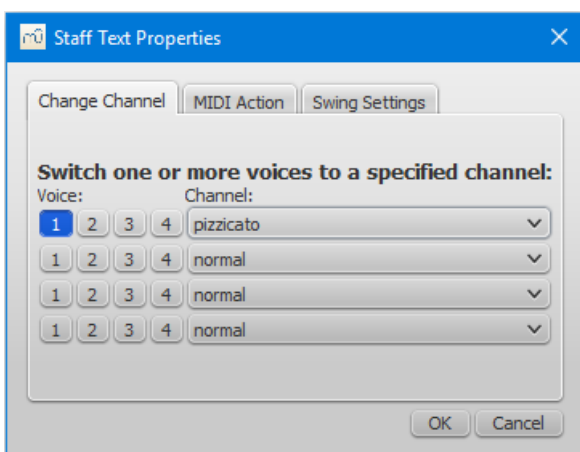 mû Staff Text Properties
Change Channel MIDI Action Swing Settings
Switch one or more voices to a specified channel:
Voice: Channel:
1 2 3 4 pizzicato
1 2 3 4 normal
1 2 3 4 normal
1 2 3 4 normal
OK Cancel